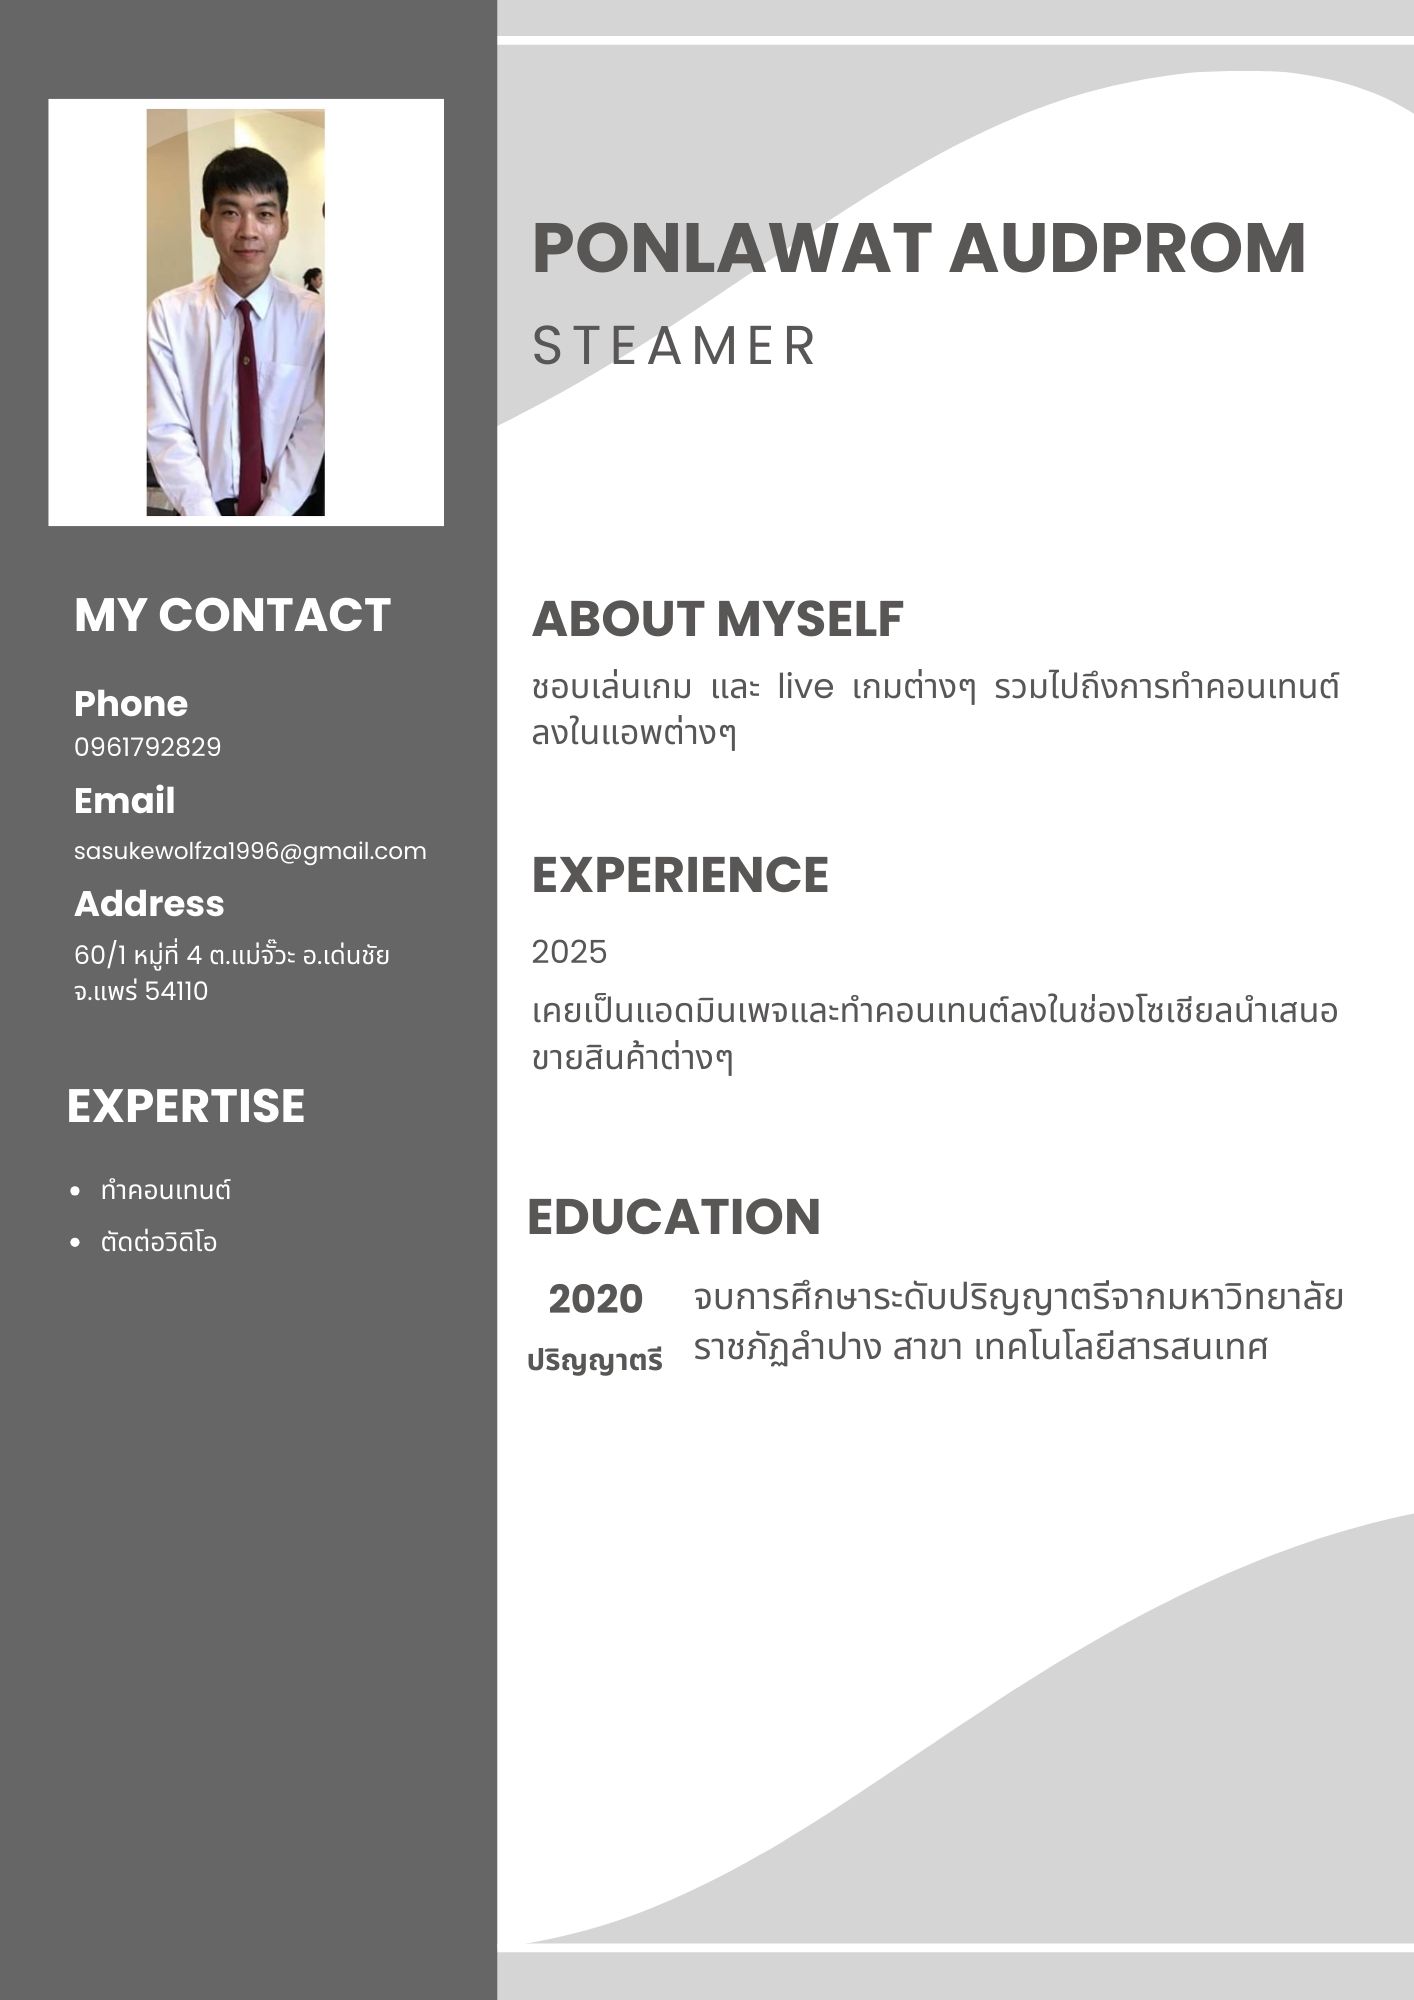 PONLAWAT AUDPROM
STEAMER
MY CONTACT
Phone
0961792829
Email
sasukewolfza1996@gmail.com
Address
60/1 หมู่ที่ 4 ต.แม่จั๊วะ อ.เด่นชัย
จ.แพร่ 54110
EXPERTISE
• ทำคอนเทนต์
• ตัดต่อวิดิโอ
ABOUT MYSELF
ชอบเล่นเกม และ live เกมต่างๆ รวมไปถึงการทำคอนเทนต์
ลงในแอพต่างๆ
EXPERIENCE
2025
เคยเป็นแอดมินเพจและทำคอนเทนต์ลงในช่องโซเชียลนำเสนอ
ขายสินค้าต่างๆ
EDUCATION
2020
ปริญญาตรี
จบการศึกษาระดับปริญญาตรีจากมหาวิทยาลัย
ราชภัฏลำปาง สาขา เทคโนโลยีสารสนเทศ